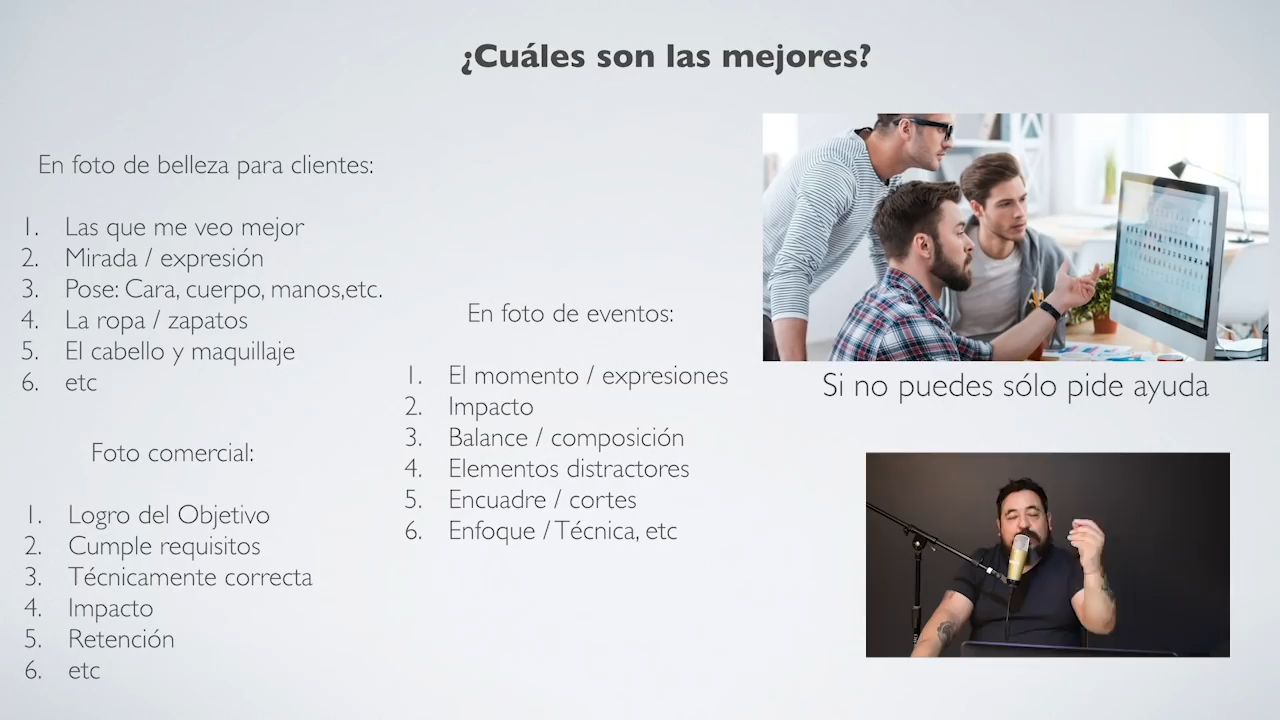 ¿Cuáles son las mejores?
En foto de belleza para clientes:
1. Las que me veo mejor
2. Mirada / expresión
3. Pose: Cara, cuerpo, manos,etc.
4. La ropa / zapatos
5. El cabello y maquillaje
6. etc
Foto comercial:
1. Logro del Objetivo
2. Cumple requisitos
3. Técnicamente correcta
4. Impacto
5. Retención
6. etc
En foto de eventos:
1. El momento / expresiones
2. Impacto
3. Balance / composición
4. Elementos distractores
5. Encuadre / cortes
6. Enfoque / Técnica, etc
Si no puedes sólo pide ayuda